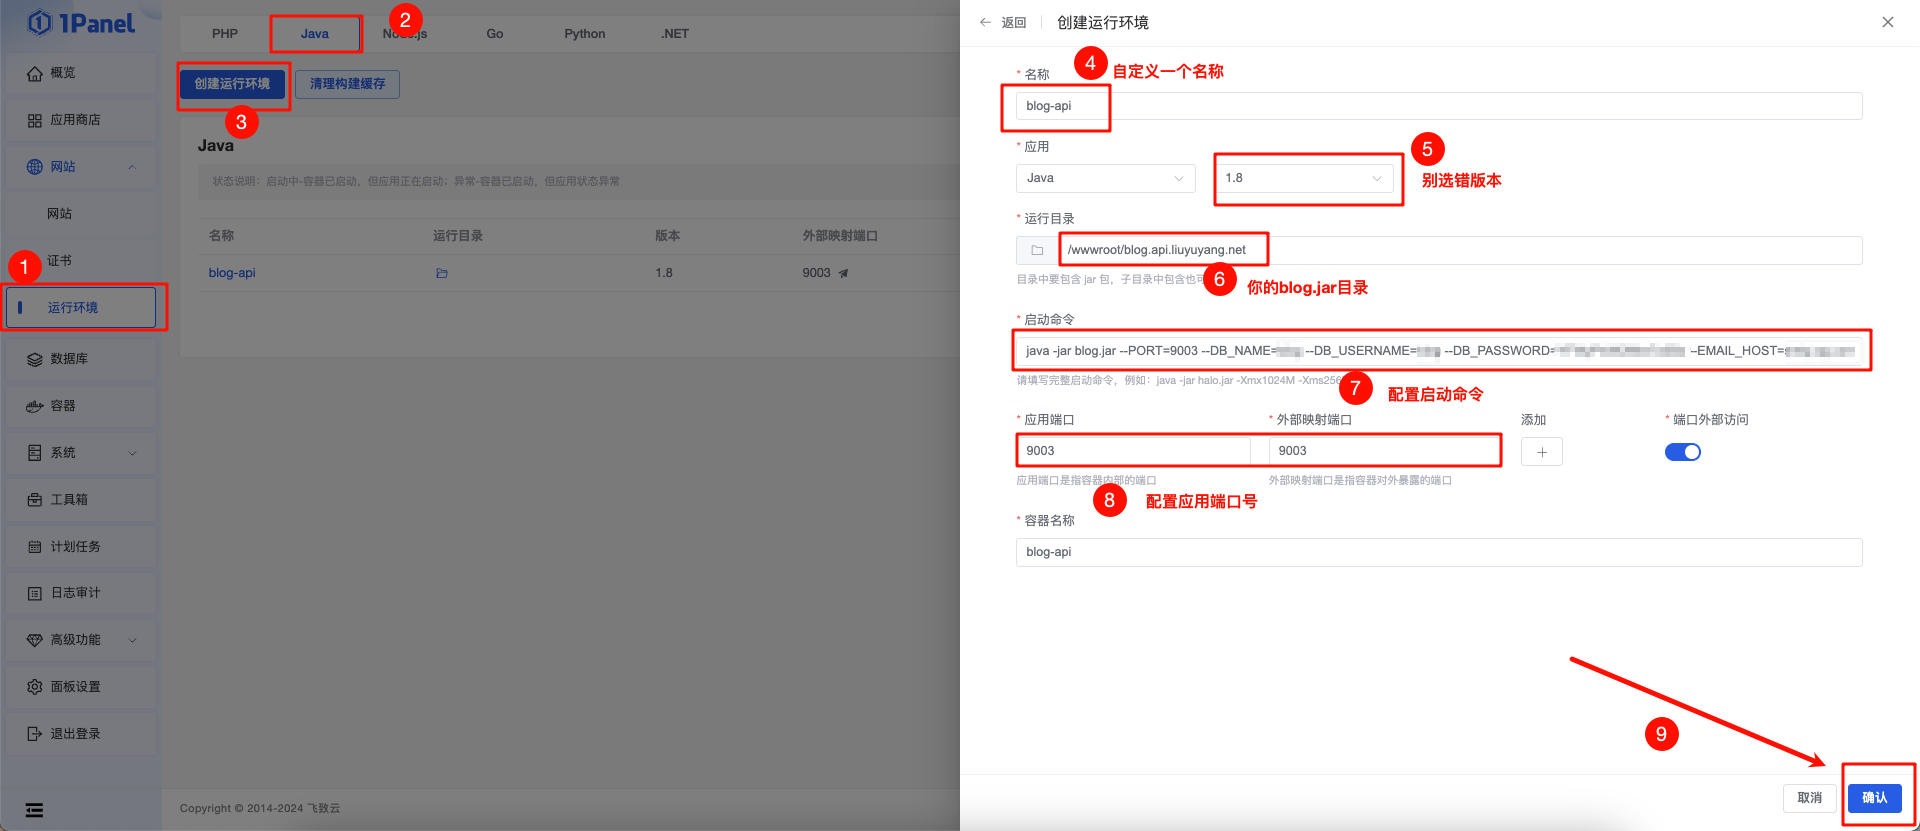 1Panel
概览
应用商店
网站
网站
证书
1
运行环境
数据库
容器
系统
工具箱
计划任务
日志审计
高级功能
面板设置
退出登录
PHP
Java
2
Node.js
Go
Python
.NET
创建运行环境
清理构建缓存
3
Java
状态说明：启动中-容器已启动，但应用正在启动；异常-容器已启动，但应用状态异常
名称 运行目录 版本 外部映射端口
blog-api 1.8 9003
Copyright © 2014-2024 飞致云
返回 创建运行环境
* 名称
4 自定义一个名称
blog-api
* 应用
Java 1.8
5
别选错版本
* 运行目录
/wwwroot/blog.api.liuyuyang.net
目录中要包含 jar 包，子目录中包含也可
6 你的blog.jar目录
* 启动命令
java -jar blog.jar --PORT=9003 --DB_NAME= --DB_USERNAME= --DB_PASSWORD= --EMAIL_HOST=
请填写完整启动命令，例如：java -jar halo.jar -Xmx1024M -Xms256
7 配置启动命令
* 应用端口 * 外部映射端口 添加 * 端口外部访问
9003 9003
应用端口是指容器内部的端口 外部映射端口是指容器对外暴露的端口
8 配置应用端口号
* 容器名称
blog-api
9
取消 确认